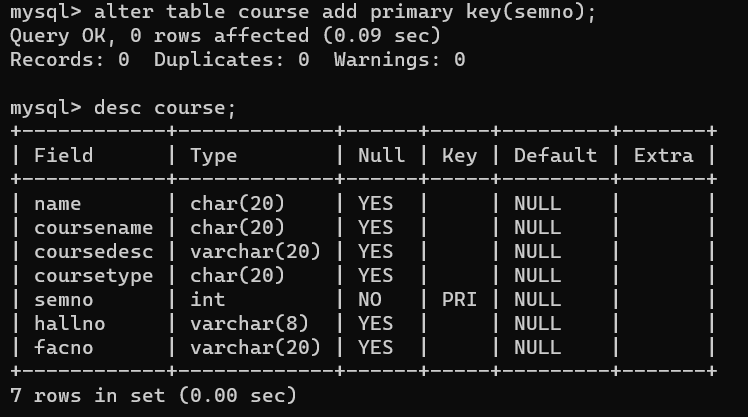 mysql> alter table course add primary key(semno);
Query OK, 0 rows affected (0.09 sec)
Records: 0  Duplicates: 0  Warnings: 0

mysql> desc course;
+------------+-------------+------+-----+---------+-------+
| Field      | Type        | Null | Key | Default | Extra |
+------------+-------------+------+-----+---------+-------+
| name       | char(20)    | YES  |     | NULL    |       |
| coursename | char(20)    | YES  |     | NULL    |       |
| coursedesc | varchar(20) | YES  |     | NULL    |       |
| coursetype | char(20)    | YES  |     | NULL    |       |
| semno      | int         | NO   | PRI | NULL    |       |
| hallno     | varchar(8)  | YES  |     | NULL    |       |
| facno      | varchar(20) | YES  |     | NULL    |       |
+------------+-------------+------+-----+---------+-------+
7 rows in set (0.00 sec)